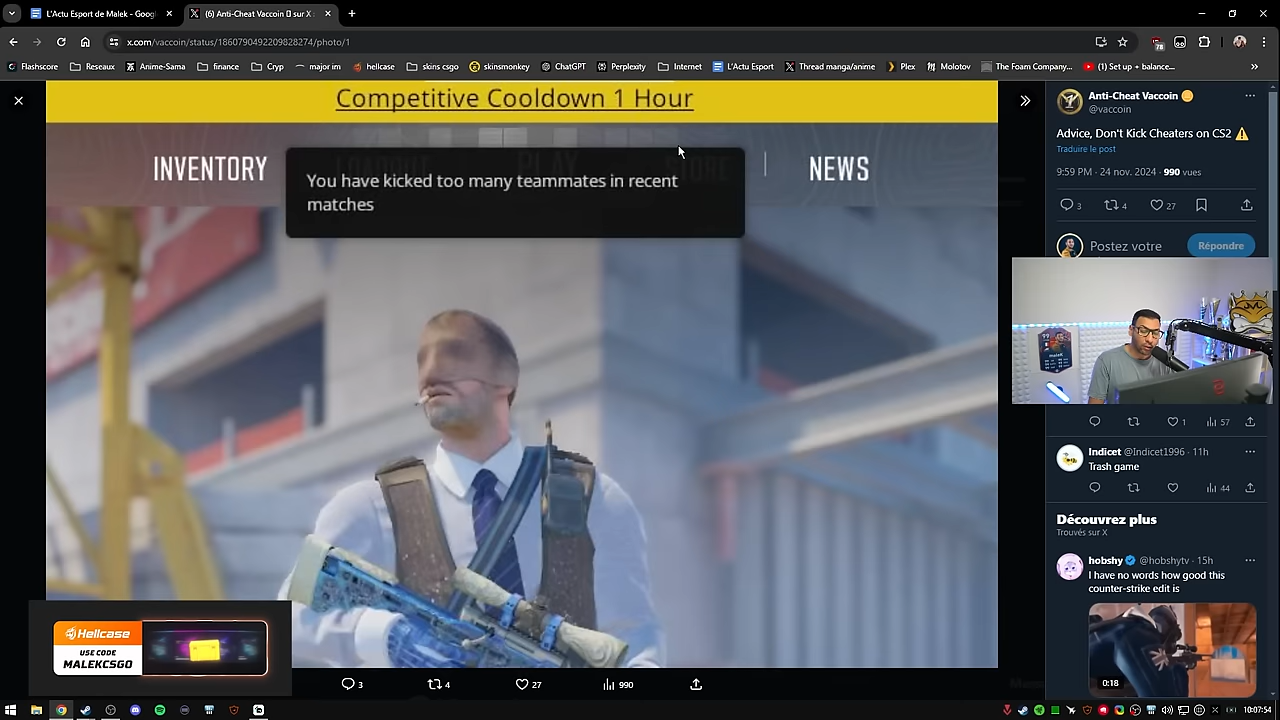 L'Actu Esport de Malek - Goog
(6) Anti-Cheat Vaccoin
sur X
x.com/vaccoin/status/1860790492209828274/photo/1
78
Flashscore
Reseaux
Anime-Sama
finance
Cryp
major im
hellcase
skins csgo
skinsmonkey
ChatGPT
Perplexity
Internet
L'Actu Esport
Thread manga/anime
Plex
Molotov
The Foam Company...
(1) Set up + balance...
Competitive Cooldown 1 Hour
INVENTORY
PLAY
NEWS
You have kicked too many teammates in recent
matches
Anti-Cheat Vaccoin
@vaccoin
Advice, Don't Kick Cheaters on CS2 ⚠️
Traduire le post
9:59 PM · 24 nov. 2024 · 990 vues
3 4 27
Postez votre
Répondre
1 57
Indicet @Indicet1996 · 11h
Trash game
44
Découvrez plus
Trouvés sur X
hobshy @hobshytv · 15h
I have no words how good this
counter-strike edit is
0:18
Hellcase
USE CODE
MALEKCSGO
3 4 27 990
10:07:54